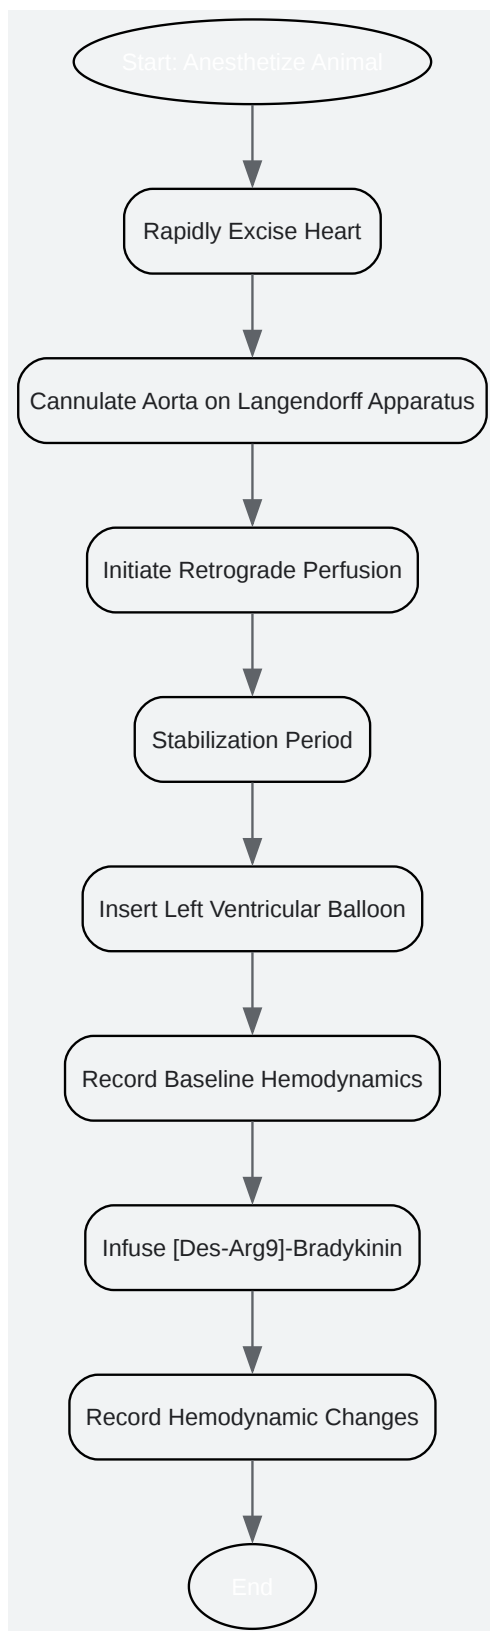 Start: Anesthetize Animal
Rapidly Excise Heart
Cannulate Aorta on Langendorff Apparatus
Initiate Retrograde Perfusion
Stabilization Period
Insert Left Ventricular Balloon
Record Baseline Hemodynamics
Infuse [Des-Arg9]-Bradykinin
Record Hemodynamic Changes
End